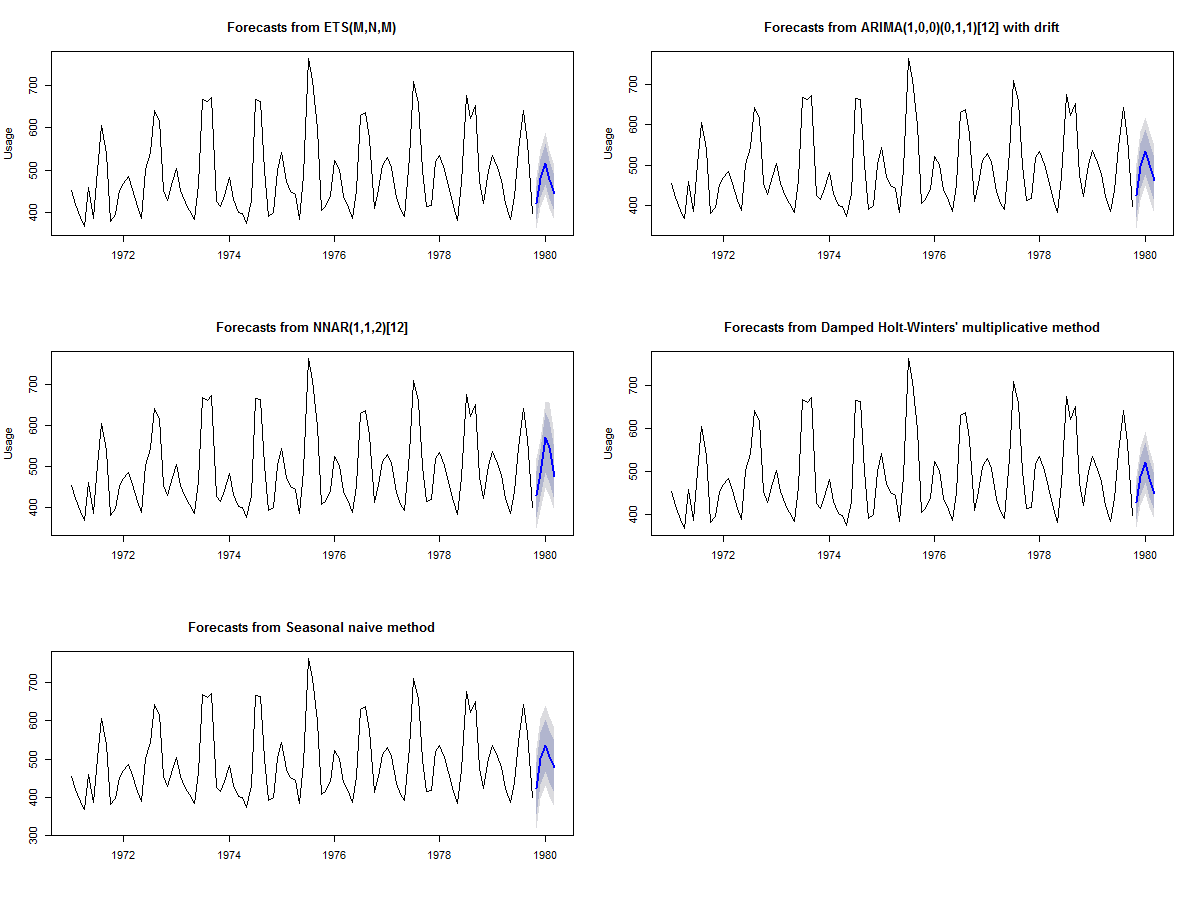 Forecasts from ETS(M,N,M)
Usage
700
600
500
400
1972 1974 1976 1978 1980
Forecasts from ARIMA(1,0,0)(0,1,1)[12] with drift
Usage
700
600
500
400
1972 1974 1976 1978 1980
Forecasts from NNAR(1,1,2)[12]
Usage
700
600
500
400
1972 1974 1976 1978 1980
Forecasts from Damped Holt-Winters' multiplicative method
Usage
700
600
500
400
1972 1974 1976 1978 1980
Forecasts from Seasonal naive method
700
600
500
400
300
1972 1974 1976 1978 1980